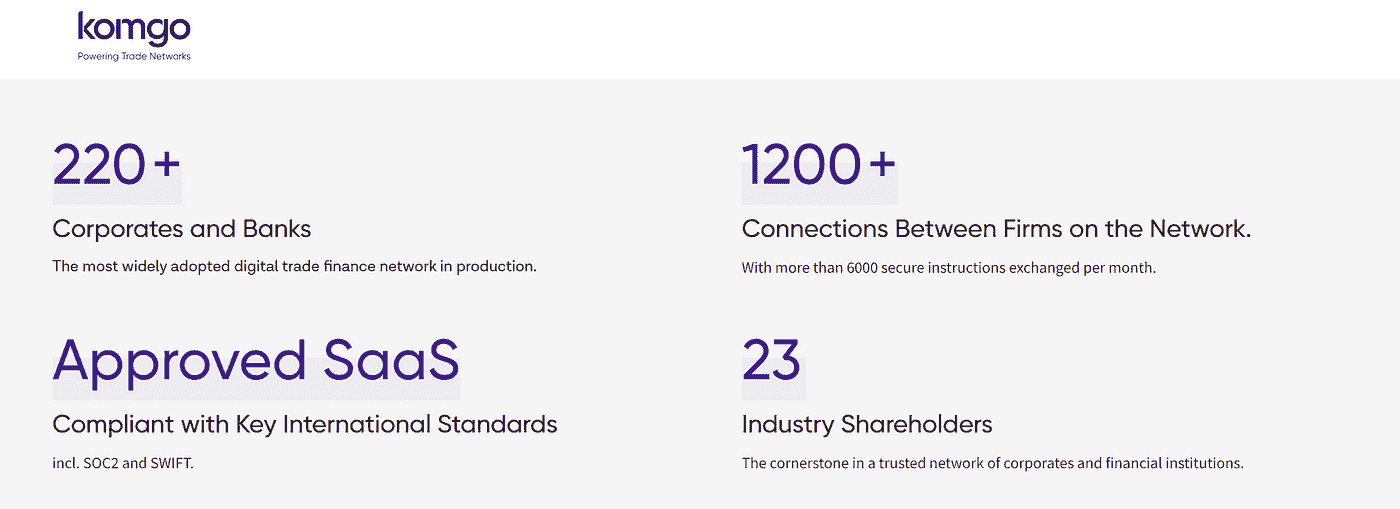 komgo
Powering Trade Networks
220+
Corporates and Banks
The most widely adopted digital trade finance network in production.
1200+
Connections Between Firms on the Network.
With more than 6000 secure instructions exchanged per month.
Approved SaaS
Compliant with Key International Standards
incl. SOC2 and SWIFT.
23
Industry Shareholders
The cornerstone in a trusted network of corporates and financial institutions.